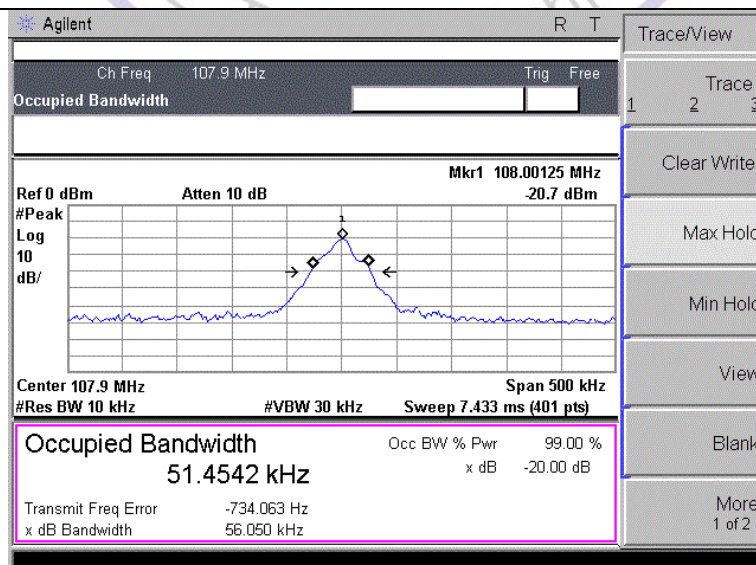 Agilent R T
Trace/View
Ch Freq 107.9 MHz Trig Free
Occupied Bandwidth
Trace
1 2 3
Clear Write
Mkr1 108.00125 MHz
Ref 0 dBm Atten 10 dB -20.7 dBm
#Peak
Log
10
dB/
1
Max Hold
Min Hold
View
Center 107.9 MHz Span 500 kHz
#Res BW 10 kHz #VBW 30 kHz Sweep 7.433 ms (401 pts)
Occupied Bandwidth Occ BW % Pwr 99.00 %
51.4542 kHz x dB -20.00 dB
Transmit Freq Error -734.063 Hz
x dB Bandwidth 56.050 kHz
Blank
More
1 of 2